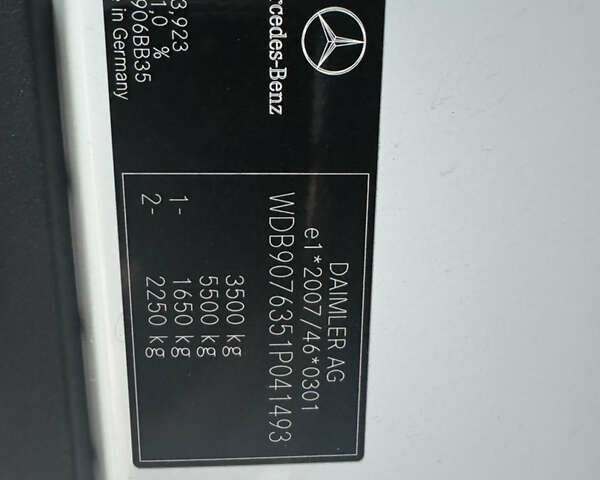 Mercedes-Benz
3,923
1,0 %
906BB35
in Germany
DAIMLER AG
e1*2007/46*0301
WDB9076351P041493
3500 kg
5500 kg
1- 1650 kg
2- 2250 kg